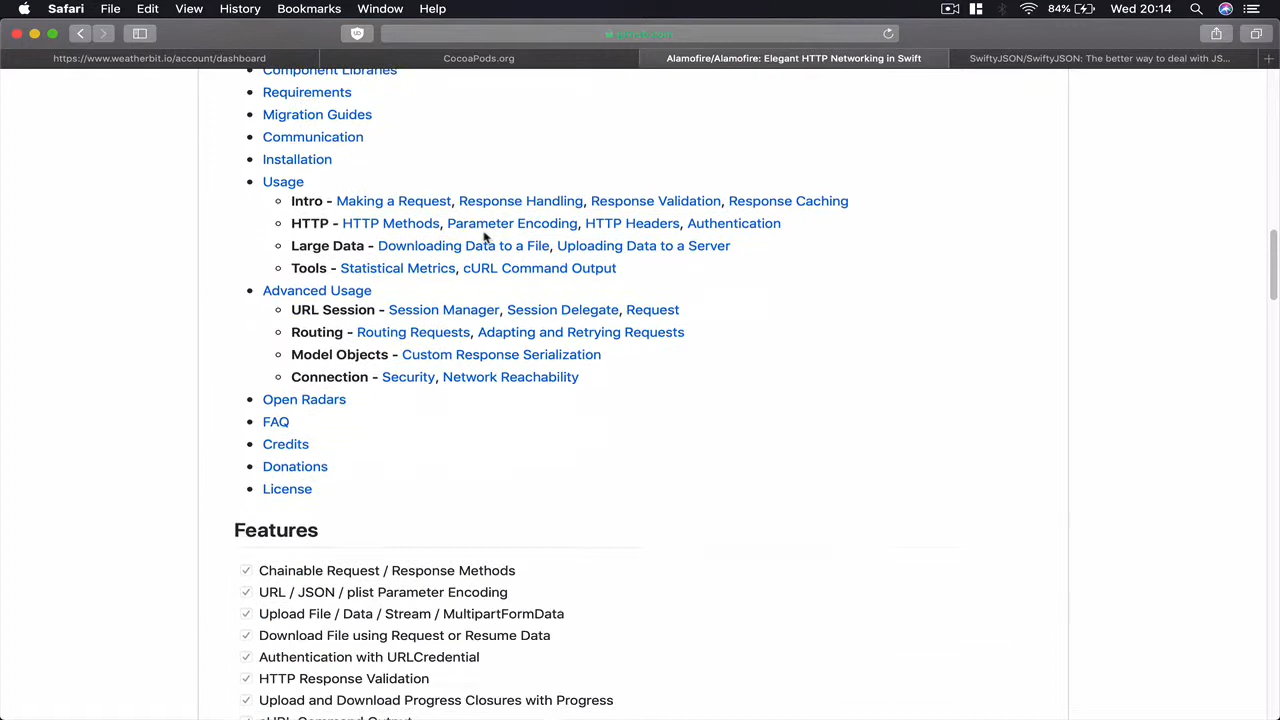 Safari File Edit View History Bookmarks Window Help 84% Wed 20:14
https://www.weatherbit.io/account/dashboard CocoaPods.org Alamofire/Alamofire: Elegant HTTP Networking in Swift SwiftyJSON/SwiftyJSON: The better way to deal with JS...
Component Libraries
Requirements
Migration Guides
Communication
Installation
Usage
Intro - Making a Request, Response Handling, Response Validation, Response Caching
HTTP - HTTP Methods, Parameter Encoding, HTTP Headers, Authentication
Large Data - Downloading Data to a File, Uploading Data to a Server
Tools - Statistical Metrics, cURL Command Output
Advanced Usage
URL Session - Session Manager, Session Delegate, Request
Routing - Routing Requests, Adapting and Retrying Requests
Model Objects - Custom Response Serialization
Connection - Security, Network Reachability
Open Radars
FAQ
Credits
Donations
License
Features
Chainable Request / Response Methods
URL / JSON / plist Parameter Encoding
Upload File / Data / Stream / MultipartFormData
Download File using Request or Resume Data
Authentication with URLCredential
HTTP Response Validation
Upload and Download Progress Closures with Progress
cURL Command Output